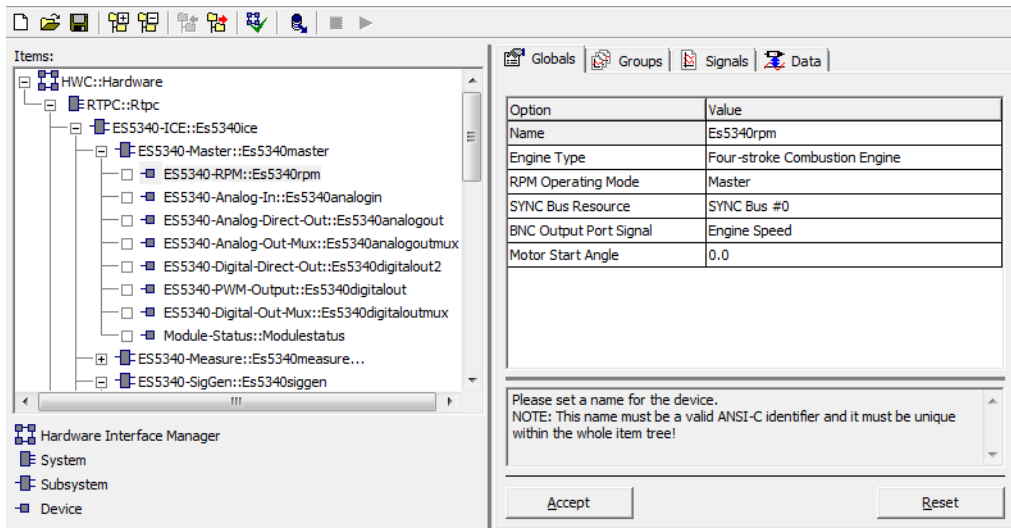 Items:
HWC::Hardware
RTPC::Rtpc
ES5340-ICE::Es5340ice
ES5340-Master::Es5340master
ES5340-RPM::Es5340rpm
ES5340-Analog-In::Es5340analogin
ES5340-Analog-Direct-Out::Es5340analogout
ES5340-Analog-Out-Mux::Es5340analogoutmux
ES5340-Digital-Direct-Out::Es5340digitalout2
ES5340-PWM-Output::Es5340digitalout
ES5340-Digital-Out-Mux::Es5340digitaloutmux
Module-Status::Modulestatus
ES5340-Measure::Es5340measure...
ES5340-SigGen::Es5340siggen
Hardware Interface Manager
System
Subsystem
Device
Globals Groups Signals Data
Option Value
Name Es5340rpm
Engine Type Four-stroke Combustion Engine
RPM Operating Mode Master
SYNC Bus Resource SYNC Bus #0
BNC Output Port Signal Engine Speed
Motor Start Angle 0.0
Please set a name for the device.
NOTE: This name must be a valid ANSI-C identifier and it must be unique
within the whole item tree!
Accept Reset